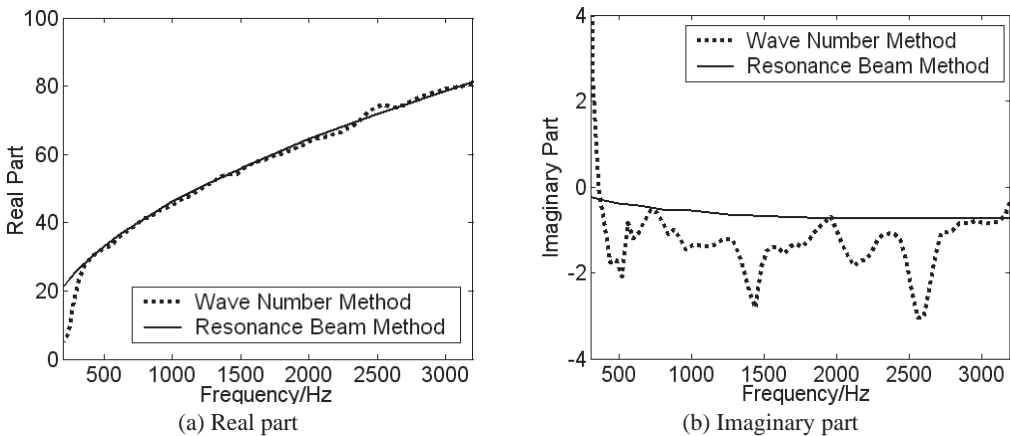 100
80
60
40
20
0
Real Part
Wave Number Method
Resonance Beam Method
500 1000 1500 2000 2500 3000
Frequency/Hz
(a) Real part
4
2
0
-2
-4
Imaginary Part
Wave Number Method
Resonance Beam Method
500 1000 1500 2000 2500 3000
Frequency/Hz
(b) Imaginary part